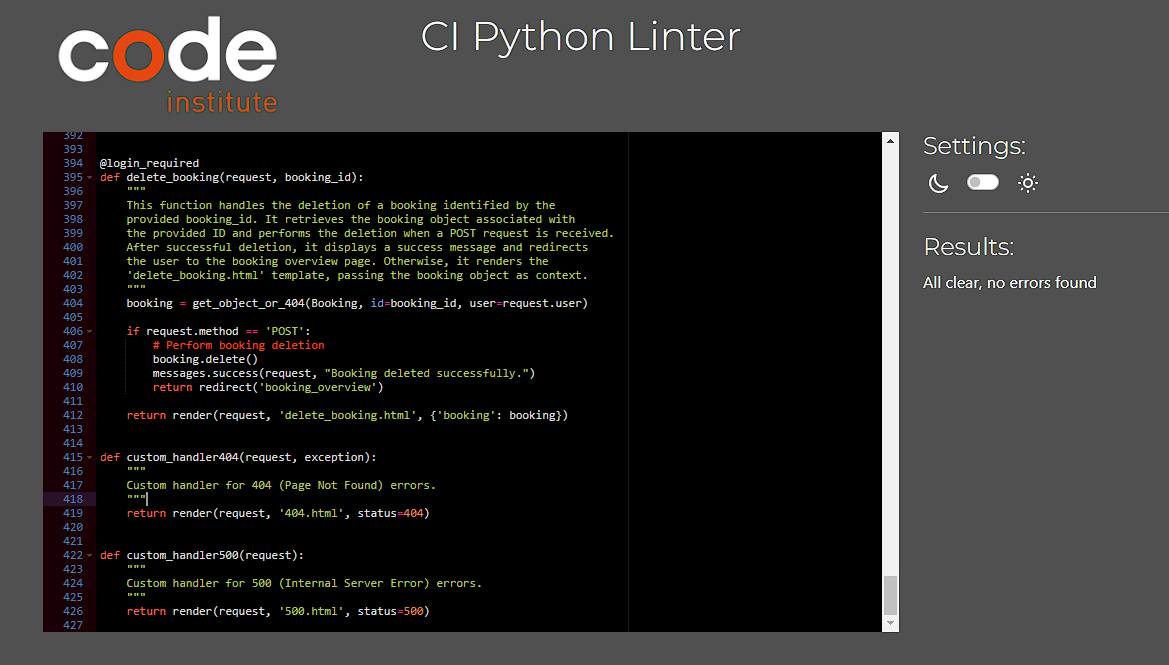 code
institute
CI Python Linter
392
393
394 @login_required
395 def delete_booking(request, booking_id):
396 """
397 This function handles the deletion of a booking identified by the
398 provided booking_id. It retrieves the booking object associated with
399 the provided ID and performs the deletion when a POST request is received.
400 After successful deletion, it displays a success message and redirects
401 the user to the booking overview page. Otherwise, it renders the
402 'delete_booking.html' template, passing the booking object as context.
403 """
404 booking = get_object_or_404(Booking, id=booking_id, user=request.user)
405
406 if request.method == 'POST':
407 # Perform booking deletion
408 booking.delete()
409 messages.success(request, "Booking deleted successfully.")
410 return redirect('booking_overview')
411
412 return render(request, 'delete_booking.html', {'booking': booking})
413
414
415 def custom_handler404(request, exception):
416 """
417 Custom handler for 404 (Page Not Found) errors.
418 """
419 return render(request, '404.html', status=404)
420
421
422 def custom_handler500(request):
423 """
424 Custom handler for 500 (Internal Server Error) errors.
425 """
426 return render(request, '500.html', status=500)
427
Settings:
Results:
All clear, no errors found